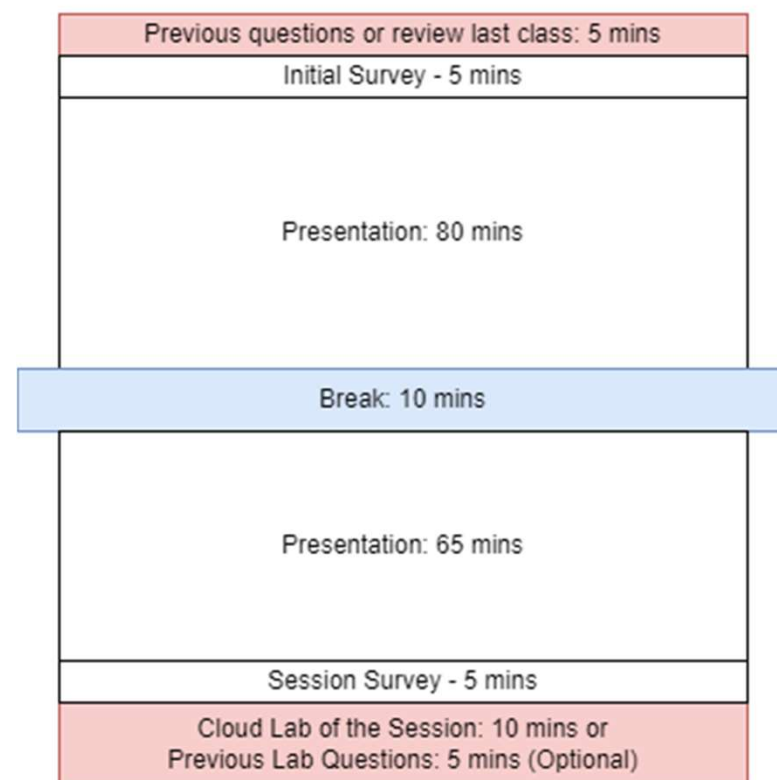 Previous questions or review last class: 5 mins
Initial Survey - 5 mins
Presentation: 80 mins
Break: 10 mins
Presentation: 65 mins
Session Survey - 5 mins
Cloud Lab of the Session: 10 mins or
Previous Lab Questions: 5 mins (Optional)